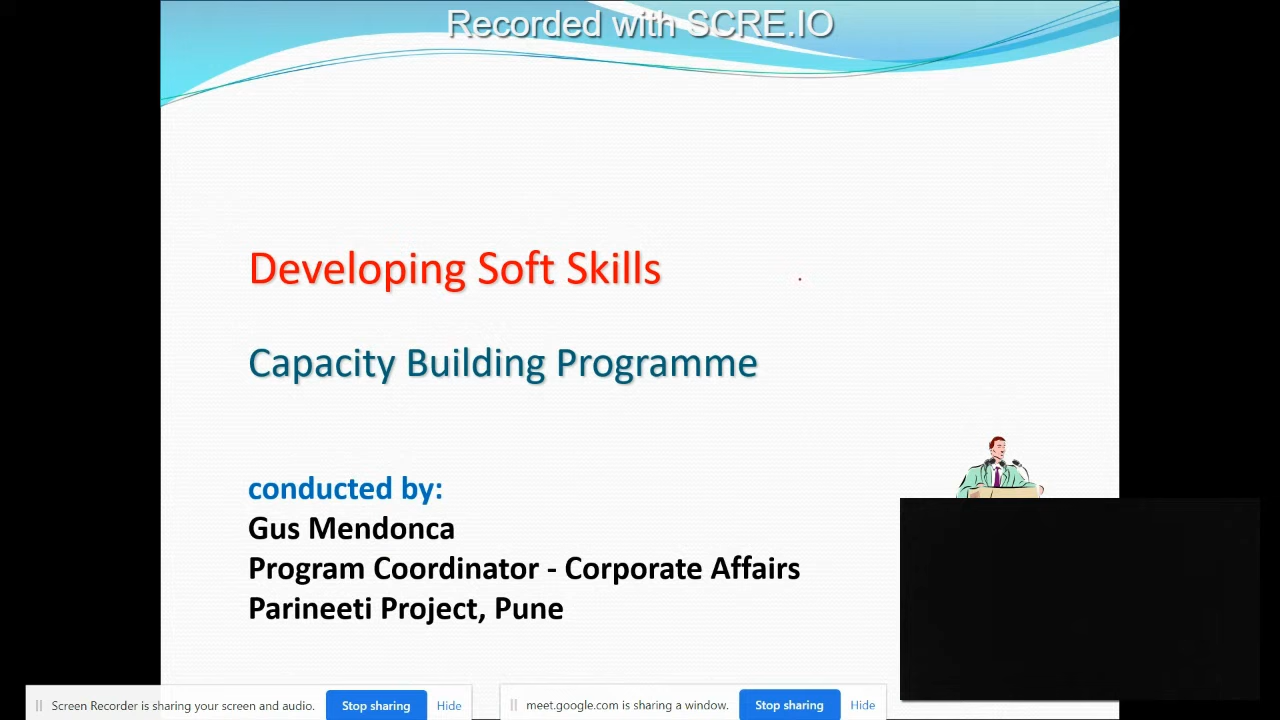 Recorded with SCRE.IO
Developing Soft Skills
Capacity Building Programme
conducted by:
Gus Mendonca
Program Coordinator - Corporate Affairs
Parineeti Project, Pune
Screen Recorder is sharing your screen and audio. Stop sharing Hide
meet.google.com is sharing a window. Stop sharing Hide